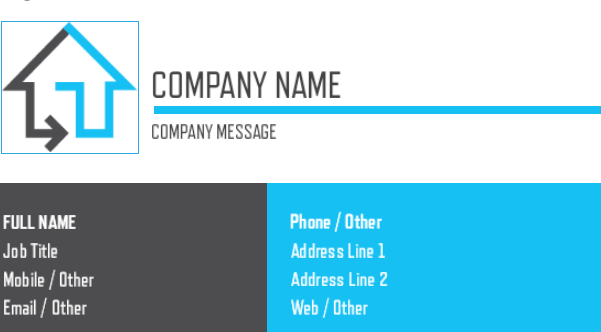 COMPANY NAME
COMPANY MESSAGE
FULL NAME
Job Title
Mobile / Other
Email / Other
Phone / Other
Address Line 1
Address Line 2
Web / Other